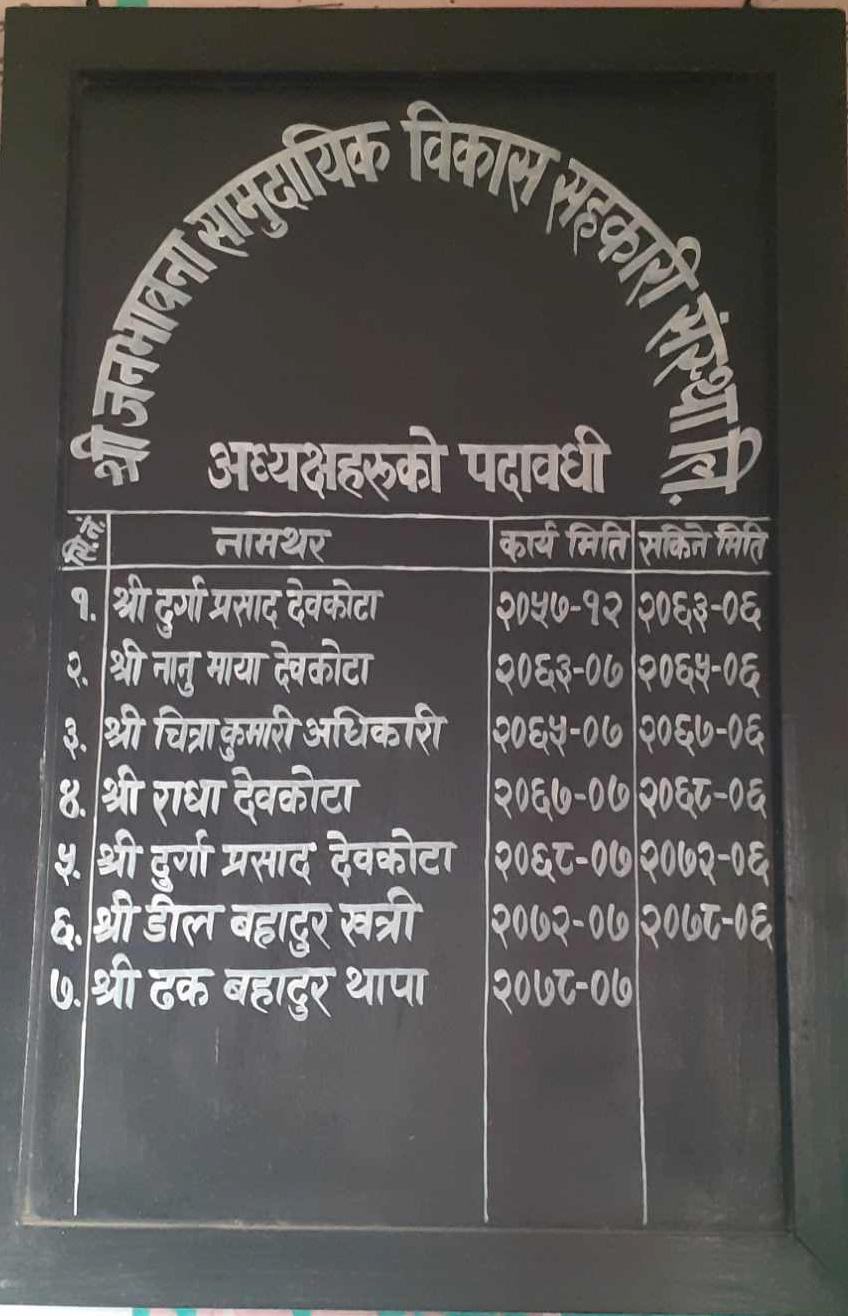 श्री जनभावना सामुदायिक विकास सहकारी संस्था लि.
अध्यक्षहरुको पदावधी
सि.नं. नामथर कार्य मिति सकिने मिति
१. श्री दुर्गा प्रसाद देवकोटा २०५७-१२ २०६३-०६
२. श्री नानु माया देवकोटा २०६३-०७ २०६५-०६
३. श्री चित्रा कुमारी अधिकारी २०६५-०७ २०६७-०६
४. श्री राधा देवकोटा २०६७-०७ २०६८-०६
५. श्री दुर्गा प्रसाद देवकोटा २०६८-०७ २०७२-०६
६. श्री डील बहादुर खत्री २०७२-०७ २०७८-०६
७. श्री ढक बहादुर थापा २०७८-०७